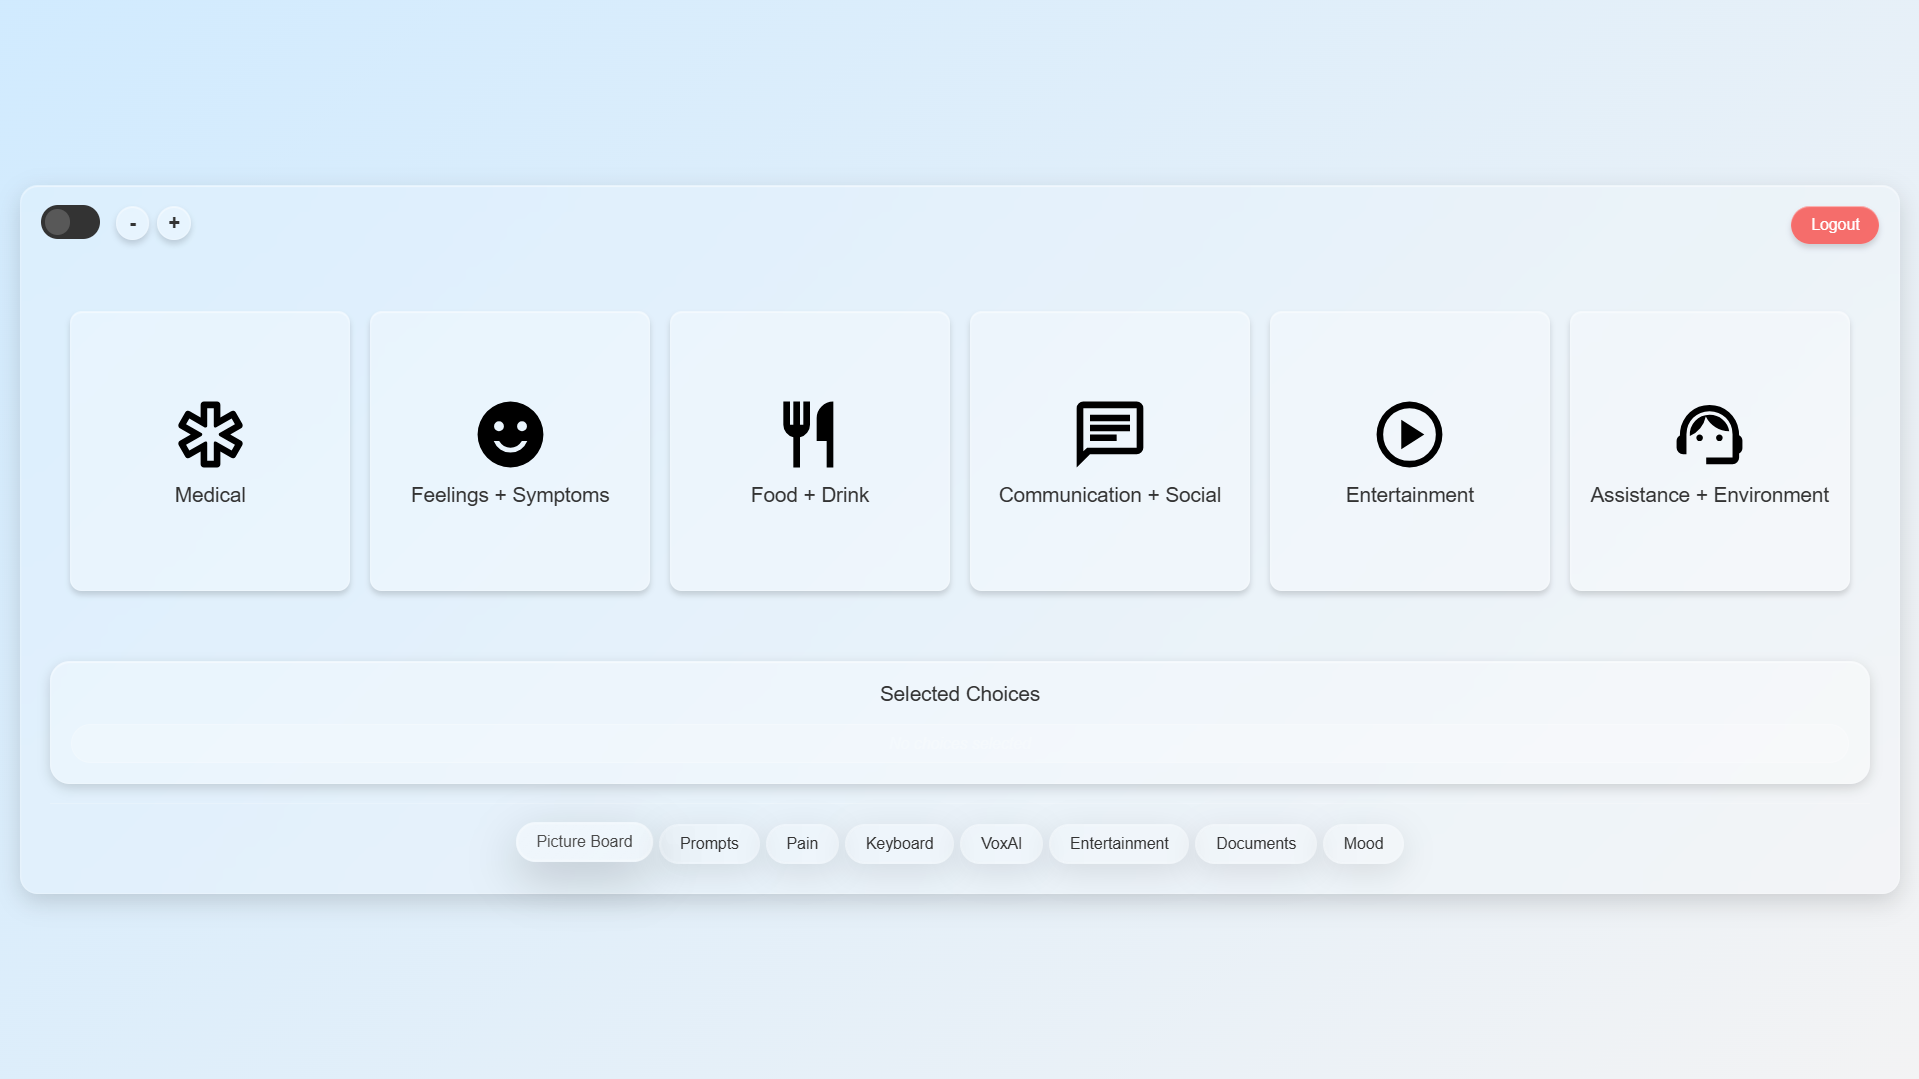 - +
Logout
Medical
Feelings + Symptoms
Food + Drink
Communication + Social
Entertainment
Assistance + Environment
Selected Choices
Picture Board
Prompts
Pain
Keyboard
VoxAI
Entertainment
Documents
Mood